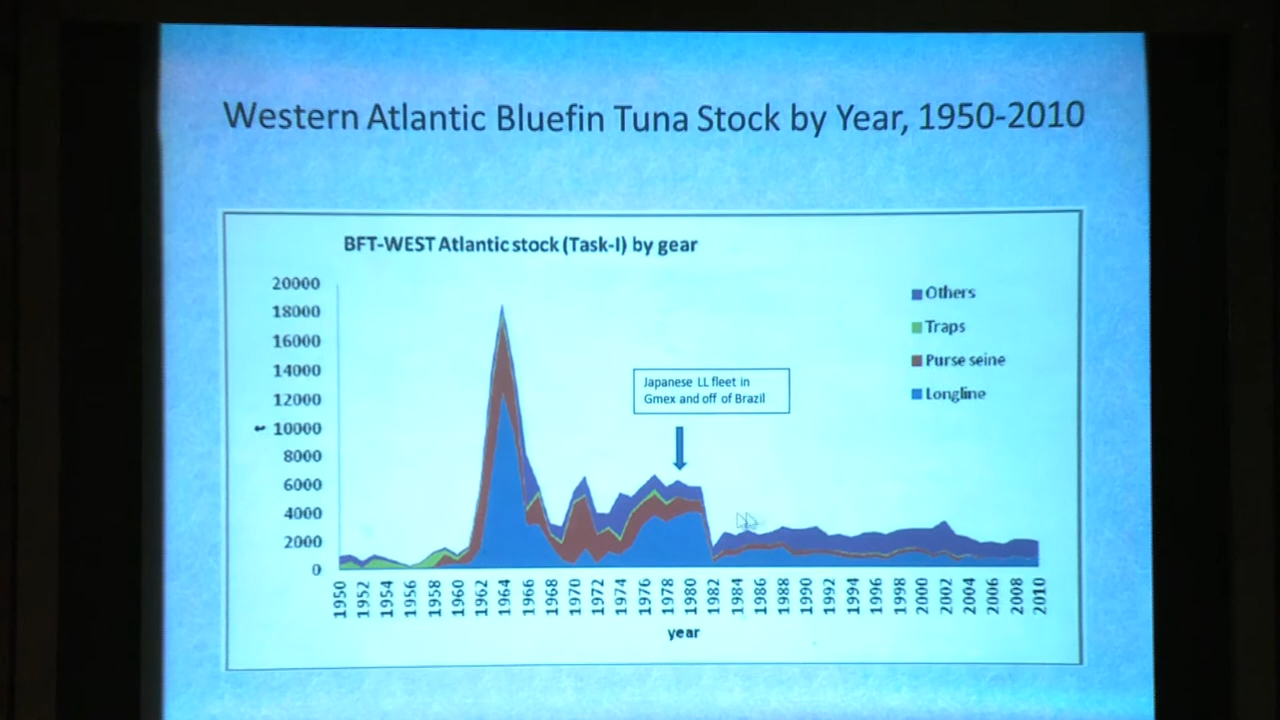 Western Atlantic Bluefin Tuna Stock by Year, 1950-2010
BFT-WEST Atlantic stock (Task-I) by gear
20000
18000
16000
14000
12000
10000
8000
6000
4000
2000
0
t
Japanese LL fleet in
Gmex and off of Brazil
Others
Traps
Purse seine
Longline
1950 1952 1954 1956 1958 1960 1962 1964 1966 1968 1970 1972 1974 1976 1978 1980 1982 1984 1986 1988 1990 1992 1994 1996 1998 2000 2002 2004 2006 2008 2010
year